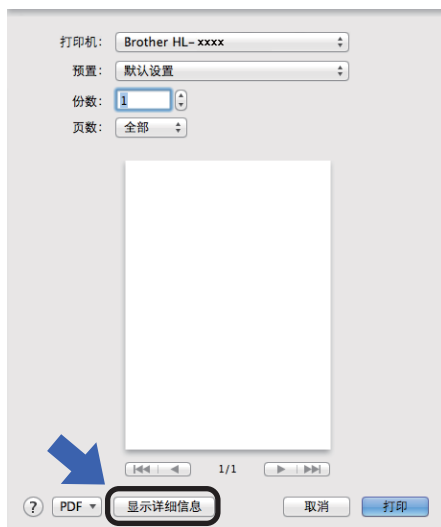 打印机: Brother HL-xxxx
预置: 默认设置
份数: 1
页数: 全部
1/1
? PDF 显示详细信息 取消 打印